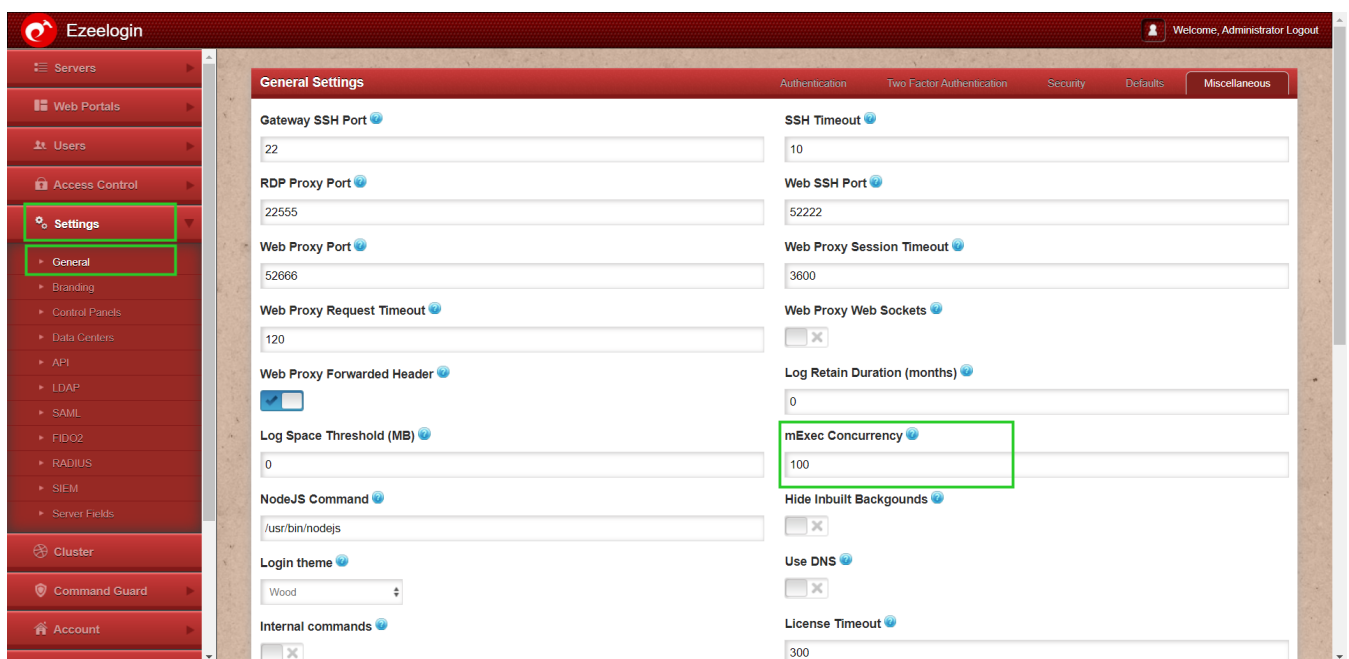 Ezeelogin
Welcome, Administrator Logout
Servers
Web Portals
Users
Access Control
Settings
General
Branding
Control Panels
Data Centers
API
LDAP
SAML
FIDO2
RADIUS
SIEM
Server Fields
Cluster
Command Guard
Account
General Settings
Authentication
Two Factor Authentication
Security
Defaults
Miscellaneous
Gateway SSH Port
22
SSH Timeout
10
RDP Proxy Port
22555
Web SSH Port
52222
Web Proxy Port
52666
Web Proxy Session Timeout
3600
Web Proxy Request Timeout
120
Web Proxy Web Sockets
Web Proxy Forwarded Header
Log Retain Duration (months)
0
Log Space Threshold (MB)
0
mExec Concurrency
100
NodeJS Command
/usr/bin/nodejs
Hide Inbuilt Backgounds
Login theme
Wood
Use DNS
Internal commands
License Timeout
300